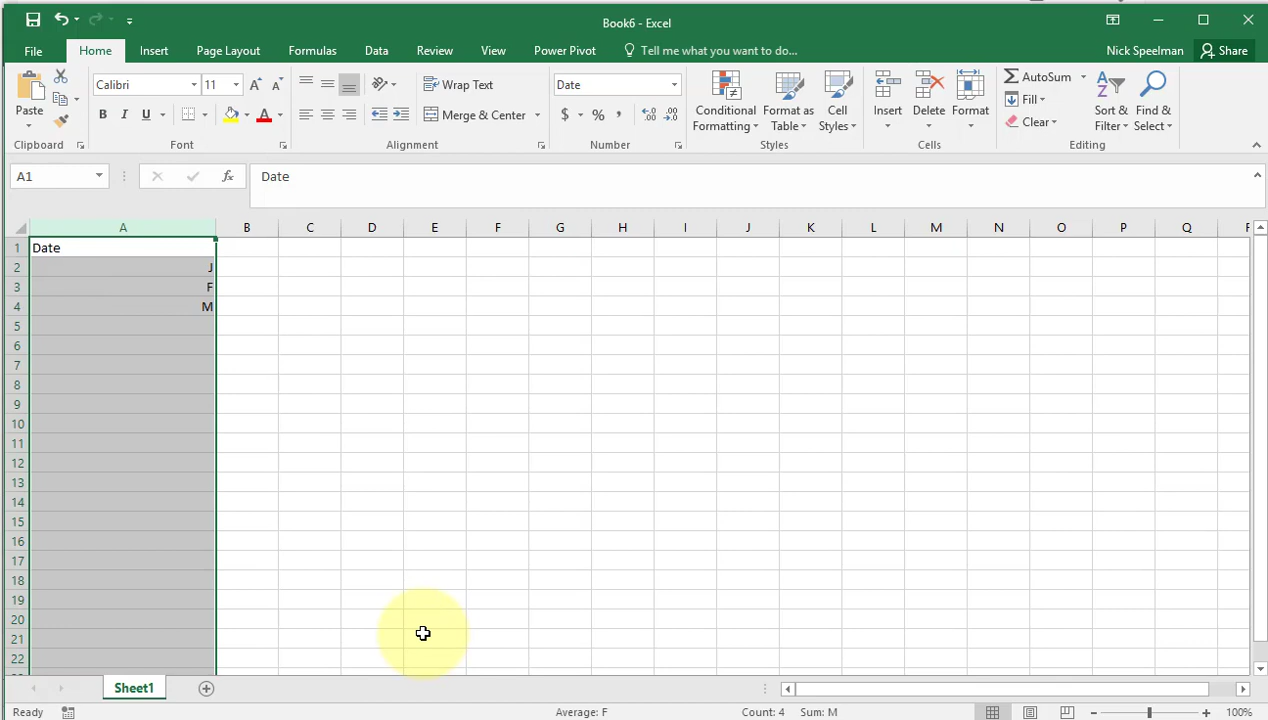 Book6 - Excel
File Home Insert Page Layout Formulas Data Review View Power Pivot Tell me what you want to do... Nick Speelman Share
Paste Calibri 11 Wrap Text Date Conditional Formatting Format as Table Cell Styles Insert Delete Format AutoSum Sort & Filter Find & Select
B I U A Merge & Center $ % , Fill
Clear
Clipboard Font Alignment Number Styles Cells Editing
A1 fx Date
A B C D E F G H I J K L M N O P Q
1 Date
2 J
3 F
4 M
5
6
7
8
9
10
11
12
13
14
15
16
17
18
19
20
21
22
Sheet1
Ready Average: F Count: 4 Sum: M 100%